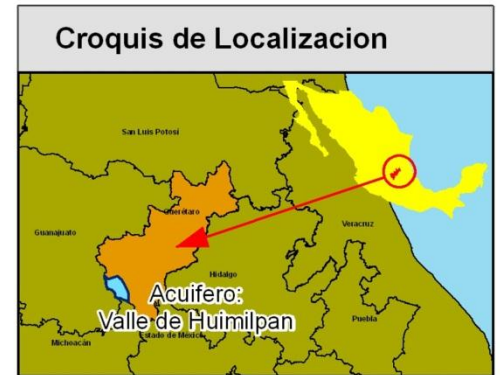 Croquis de Localizacion
San Luis Potosí
Guanajuato
Querétaro
Veracruz
Hidalgo
Acuifero:
Valle de Huimilpan
Puebla
Michoacán
Estado de México